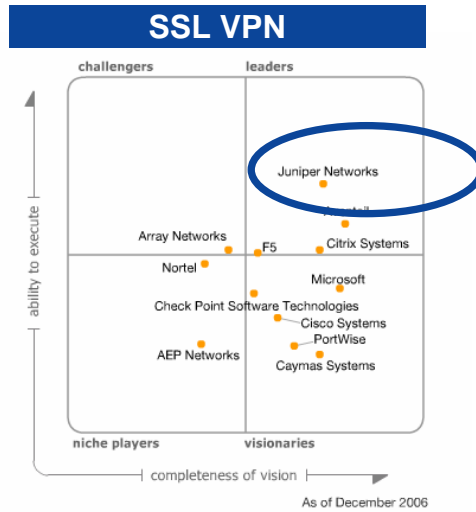 SSL VPN
challengers
leaders
Juniper Networks
Array Networks
F5
Citrix Systems
Nortel
Microsoft
Check Point Software Technologies
Cisco Systems
PortWise
AEP Networks
Caymas Systems
niche players
visionaries
ability to execute
completeness of vision
As of December 2006